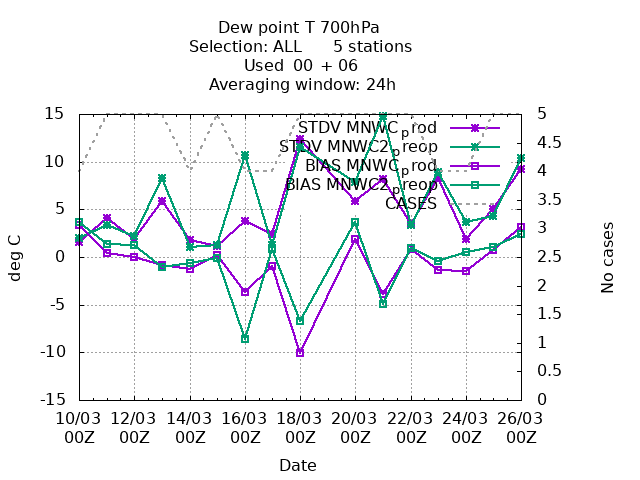 Dew point T 700hPa
Selection: ALL 5 stations
Used 00 + 06
Averaging window: 24h
STDV MNWC_prod
STDV MNWC2_preop
BIAS MNWC_prod
BIAS MNWC2_preop
CASES
15
10
5
0
-5
-10
-15
deg C
5
4.5
4
3.5
3
2.5
2
1.5
1
0.5
0
No cases
10/03 12/03 14/03 16/03 18/03 20/03 22/03 24/03 26/03
00Z 00Z 00Z 00Z 00Z 00Z 00Z 00Z 00Z
Date